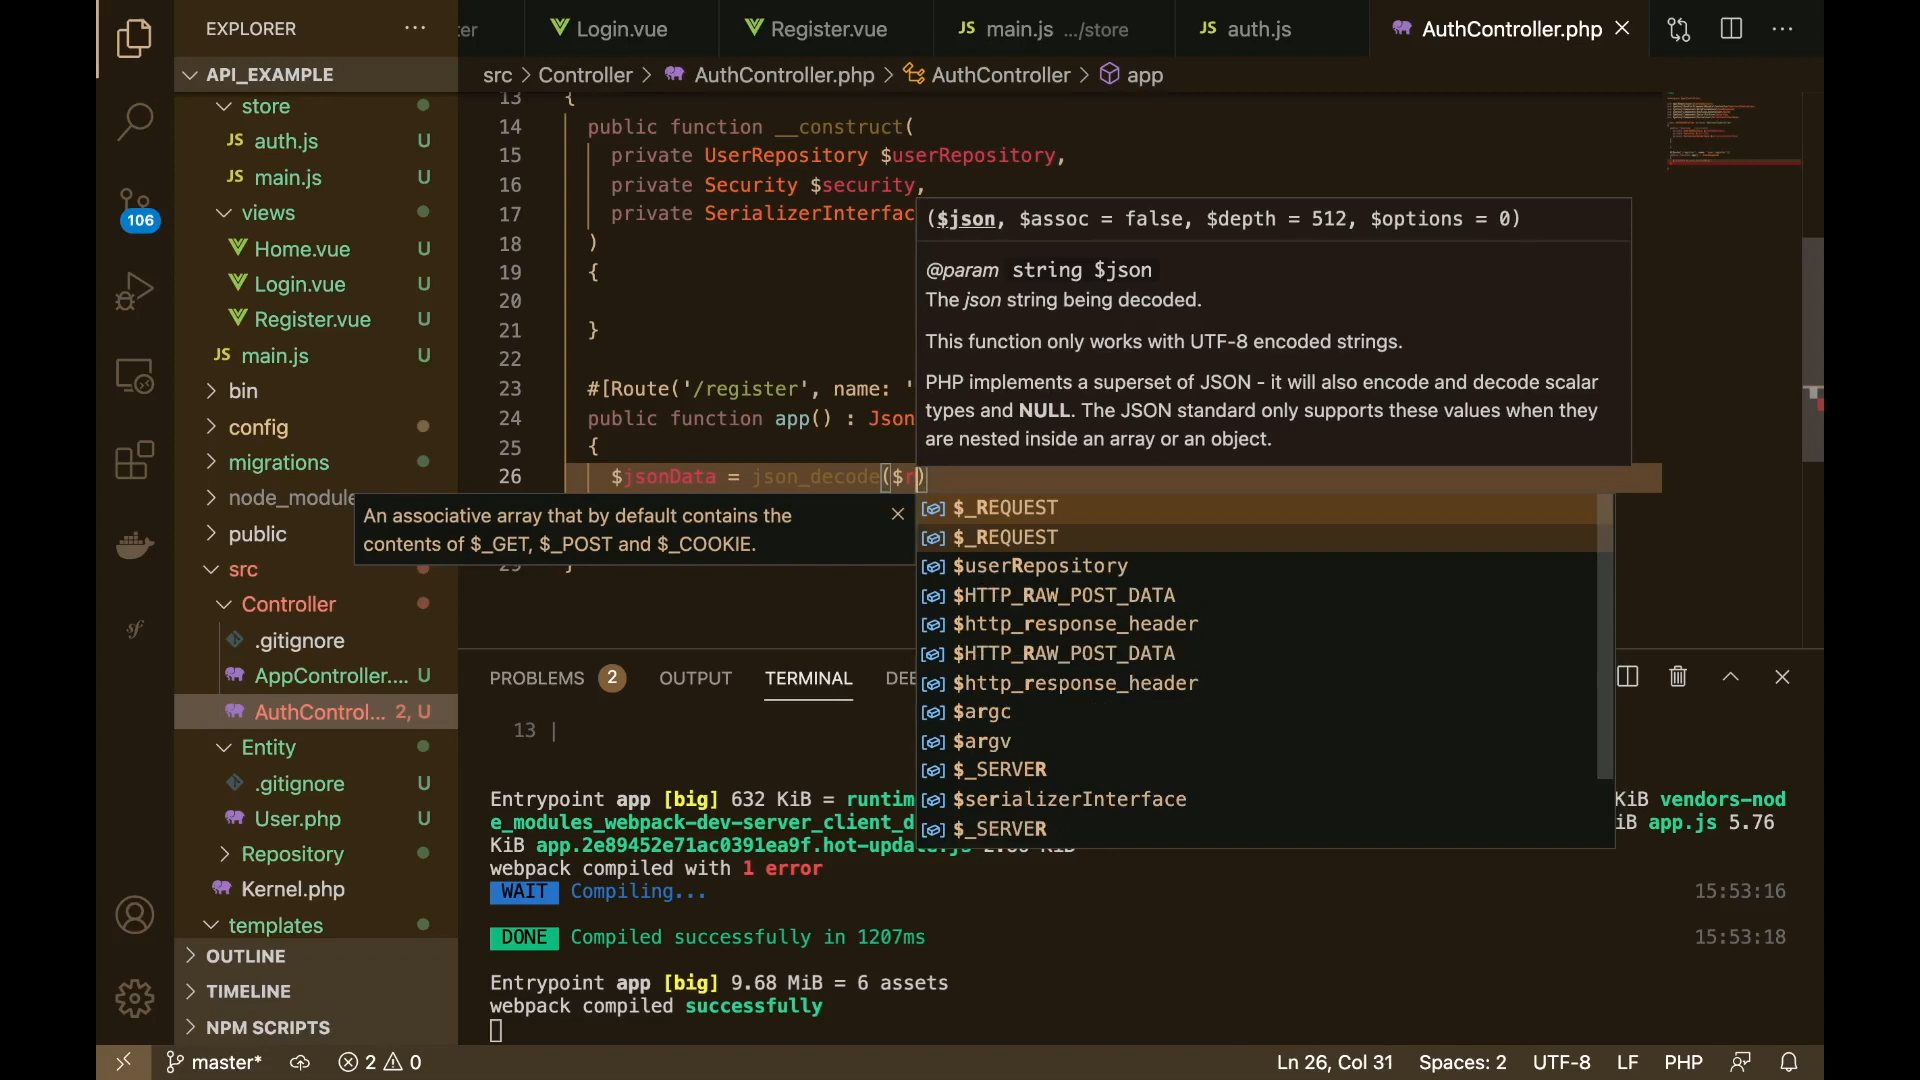 EXPLORER
API_EXAMPLE
store
JS auth.js U
JS main.js U
views
Home.vue U
Login.vue U
Register.vue U
JS main.js U
bin
config
migrations
node_module
public
src
Controller
.gitignore
AppController.... U
AuthControl... 2, U
Entity
.gitignore U
User.php U
Repository
Kernel.php
templates
OUTLINE
TIMELINE
NPM SCRIPTS
106
Login.vue
Register.vue
JS main.js .../store
JS auth.js
AuthController.php
src > Controller > AuthController.php > AuthController > app
13 {
14 public function __construct(
15 private UserRepository $userRepository,
16 private Security $security,
17 private SerializerInterfac
18 )
19 {
20
21 }
22
23 #[Route('/register', name: '
24 public function app() : Json
25 {
26 $jsonData = json_decode($r)
($json, $assoc = false, $depth = 512, $options = 0)
@param string $json
The json string being decoded.
This function only works with UTF-8 encoded strings.
PHP implements a superset of JSON - it will also encode and decode scalar
types and NULL. The JSON standard only supports these values when they
are nested inside an array or an object.
An associative array that by default contains the
contents of $_GET, $_POST and $_COOKIE.
$_REQUEST
$_REQUEST
$userRepository
$HTTP_RAW_POST_DATA
$http_response_header
$HTTP_RAW_POST_DATA
$http_response_header
$argc
$argv
$_SERVER
$serializerInterface
$_SERVER
PROBLEMS 2 OUTPUT TERMINAL DEB
13 |
Entrypoint app [big] 632 KiB = runtim KiB vendors-nod
e_modules_webpack-dev-server_client_d iB app.js 5.76
KiB app.2e89452e71ac0391ea9f.hot-update.js
webpack compiled with 1 error
WAIT Compiling... 15:53:16
DONE Compiled successfully in 1207ms 15:53:18
Entrypoint app [big] 9.68 MiB = 6 assets
webpack compiled successfully
master* 2 0 Ln 26, Col 31 Spaces: 2 UTF-8 LF PHP